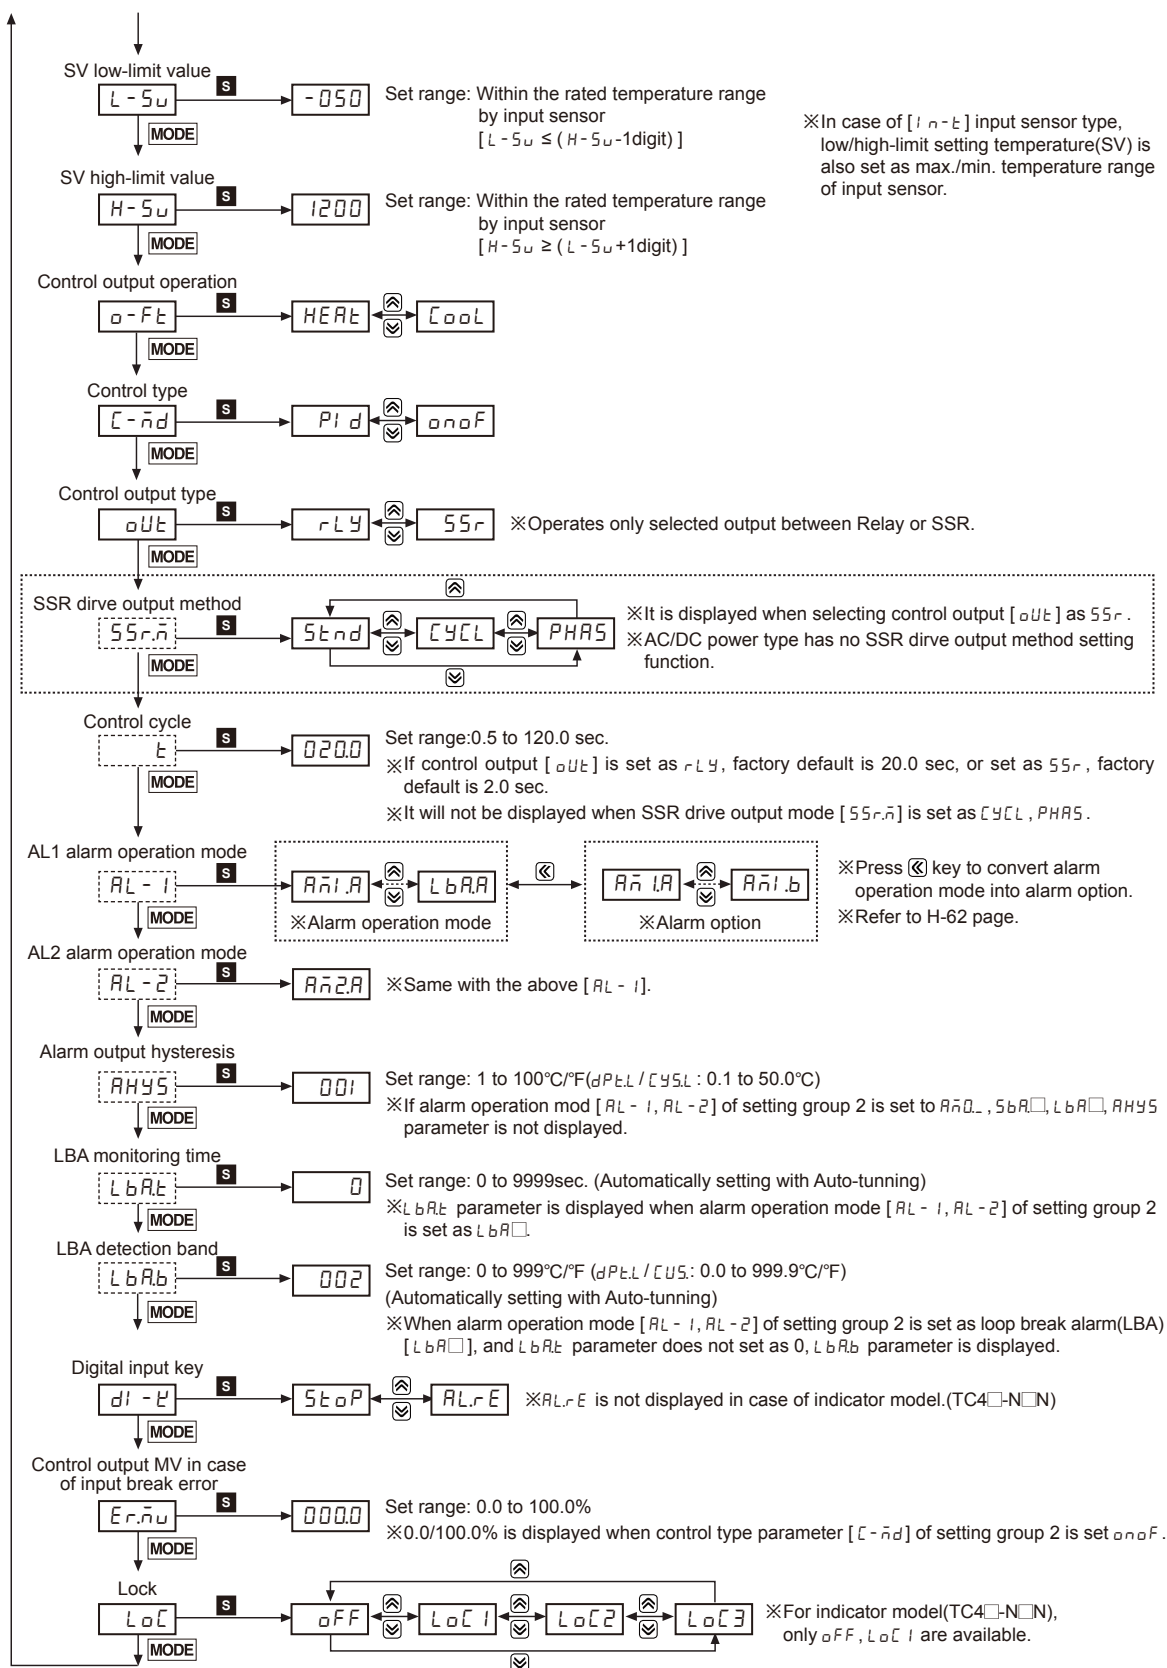 SV low-limit value
L-Sv S -050 Set range: Within the rated temperature range
MODE by input sensor
[L-Sv ≤ (H-Sv-1digit) ]
※In case of [In-t] input sensor type,
low/high-limit setting temperature(SV) is
also set as max./min. temperature range
of input sensor.
SV high-limit value
H-Sv S 1200 Set range: Within the rated temperature range
MODE by input sensor
[H-Sv ≥ (L-Sv+1digit) ]
Control output operation
o-Ft S HEAt CooL
MODE
Control type
C-md S PId onoF
MODE
Control output type
oUt S rLY SSr ※Operates only selected output between Relay or SSR.
MODE
SSR dirve output method
SSr.m S Stnd CYCL PHAS
MODE
※It is displayed when selecting control output [oUt] as SSr.
※AC/DC power type has no SSR dirve output method setting
function.
Control cycle
t S 020.0 Set range:0.5 to 120.0 sec.
※If control output [oUt] is set as rLY, factory default is 20.0 sec, or set as SSr, factory
default is 2.0 sec.
※It will not be displayed when SSR drive output mode [SSr.m] is set as CYCL, PHAS.
AL1 alarm operation mode
AL-1 S Am1.A LbA.A Am1.A Am1.b
MODE ※Alarm operation mode ※Alarm option
※Press key to convert alarm
operation mode into alarm option.
※Refer to H-62 page.
AL2 alarm operation mode
AL-2 S Am2.A ※Same with the above [AL-1].
MODE
Alarm output hysteresis
AHYS S 001 Set range: 1 to 100℃/℉(dPt.L / CYS.L : 0.1 to 50.0℃)
MODE
※If alarm operation mod [AL-1, AL-2] of setting group 2 is set to Am0._, SbA.□, LbA□, AHYS
parameter is not displayed.
LBA monitoring time
LbA.t S 0 Set range: 0 to 9999sec. (Automatically setting with Auto-tunning)
MODE
※LbA.t parameter is displayed when alarm operation mode [AL-1, AL-2] of setting group 2
is set as LbA□.
LBA detection band
LbA.b S 002 Set range: 0 to 999℃/℉ (dPt.L / CUS.: 0.0 to 999.9℃/℉)
MODE (Automatically setting with Auto-tunning)
※When alarm operation mode [AL-1, AL-2] of setting group 2 is set as loop break alarm(LBA)
[LbA□], and LbA.t parameter does not set as 0, LbA.b parameter is displayed.
Digital input key
dI-K S StoP AL.rE ※AL.rE is not displayed in case of indicator model.(TC4□-N□N)
MODE
Control output MV in case
of input break error
Er.mv S 000.0 Set range: 0.0 to 100.0%
MODE
※0.0/100.0% is displayed when control type parameter [C-md] of setting group 2 is set onoF.
Lock
LoC S oFF LoC1 LoC2 LoC3 ※For indicator model(TC4□-N□N),
MODE only oFF, LoC1 are available.